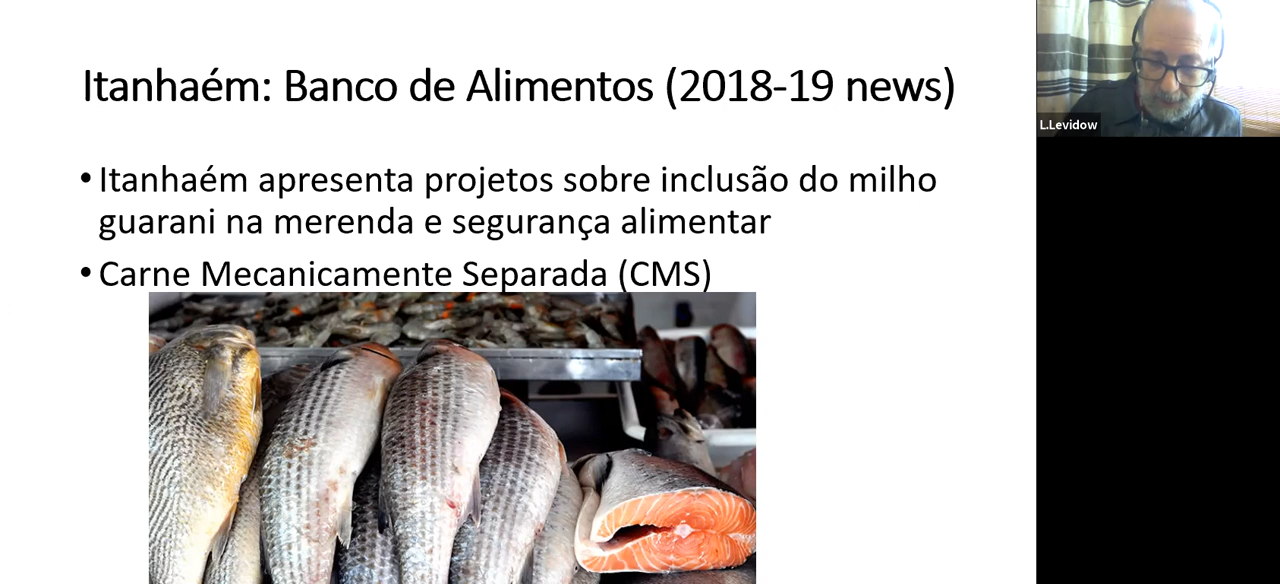 Itanhaém: Banco de Alimentos (2018-19 news)
• Itanhaém apresenta projetos sobre inclusão do milho
guarani na merenda e segurança alimentar
• Carne Mecanicamente Separada (CMS)
L.Levidow